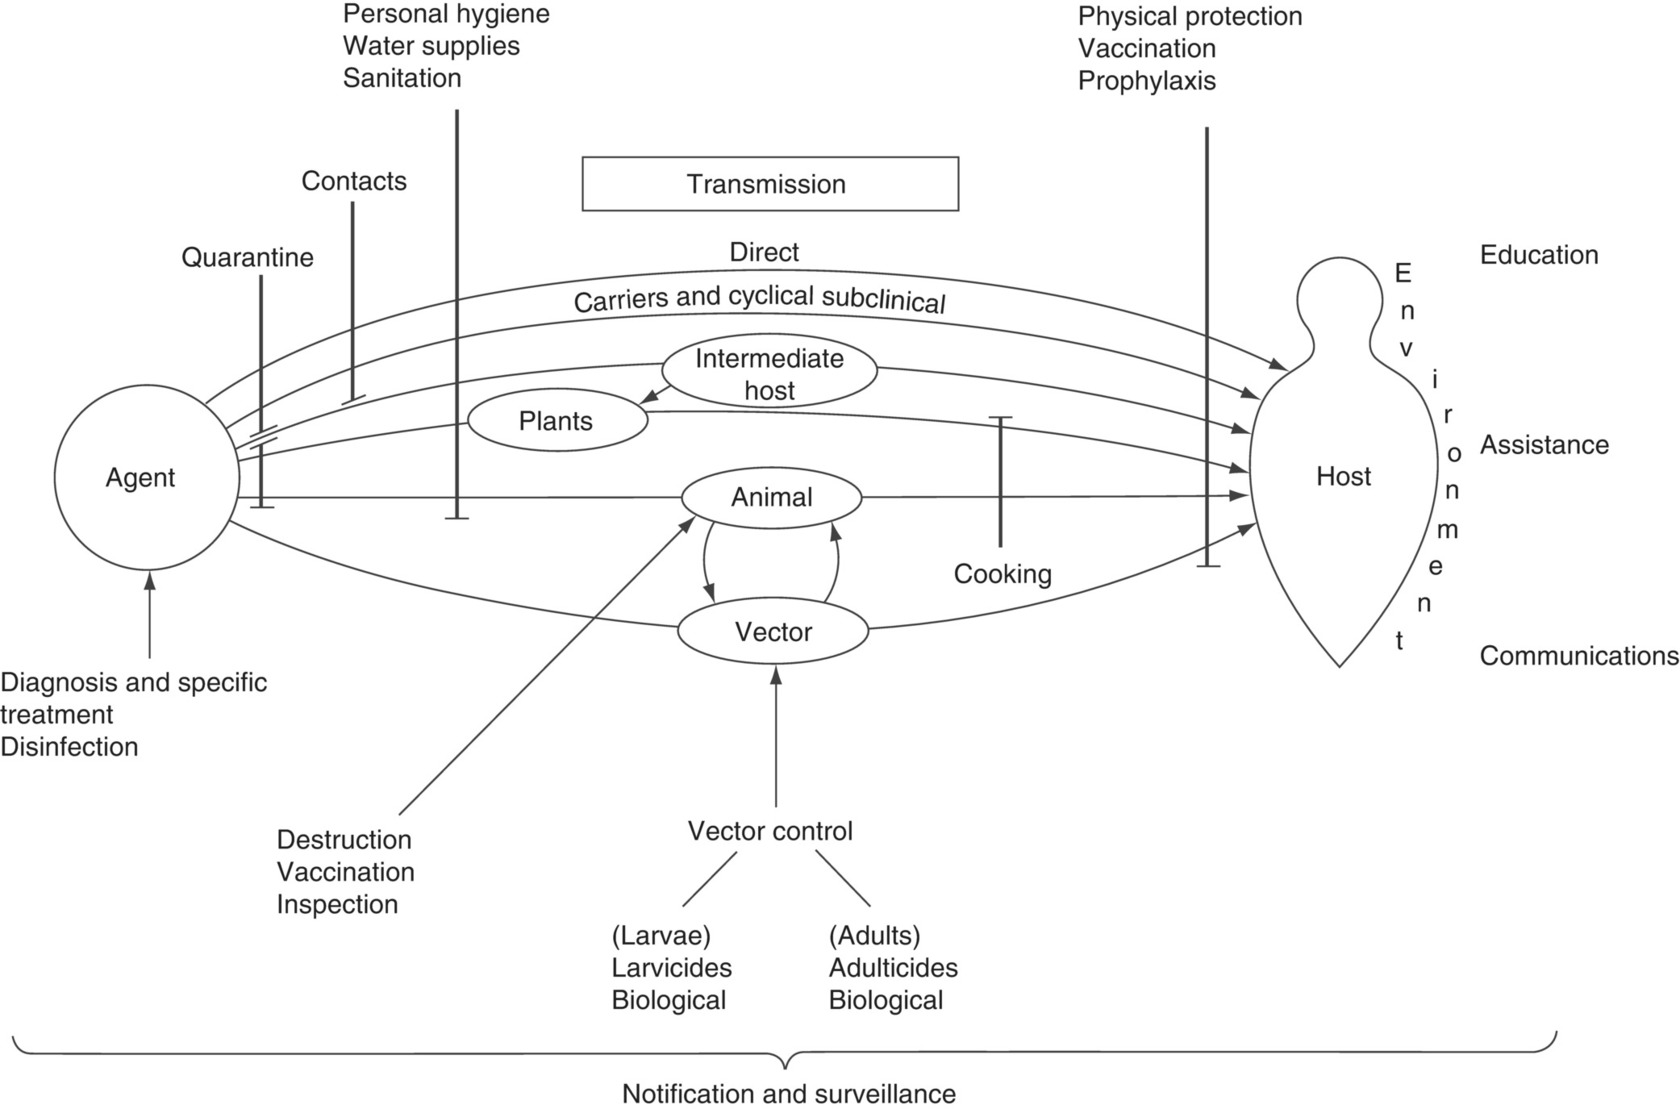 Personal hygiene
Water supplies
Sanitation
Physical protection
Vaccination
Prophylaxis
Contacts
Transmission
Quarantine
Direct
Carriers and cyclical subclinical
Intermediate
host
Plants
Agent
Animal
Cooking
Vector
Host
Environment
Education
Assistance
Communications
Diagnosis and specific
treatment
Disinfection
Destruction
Vaccination
Inspection
Vector control
(Larvae)
Larvicides
Biological
(Adults)
Adulticides
Biological
Notification and surveillance